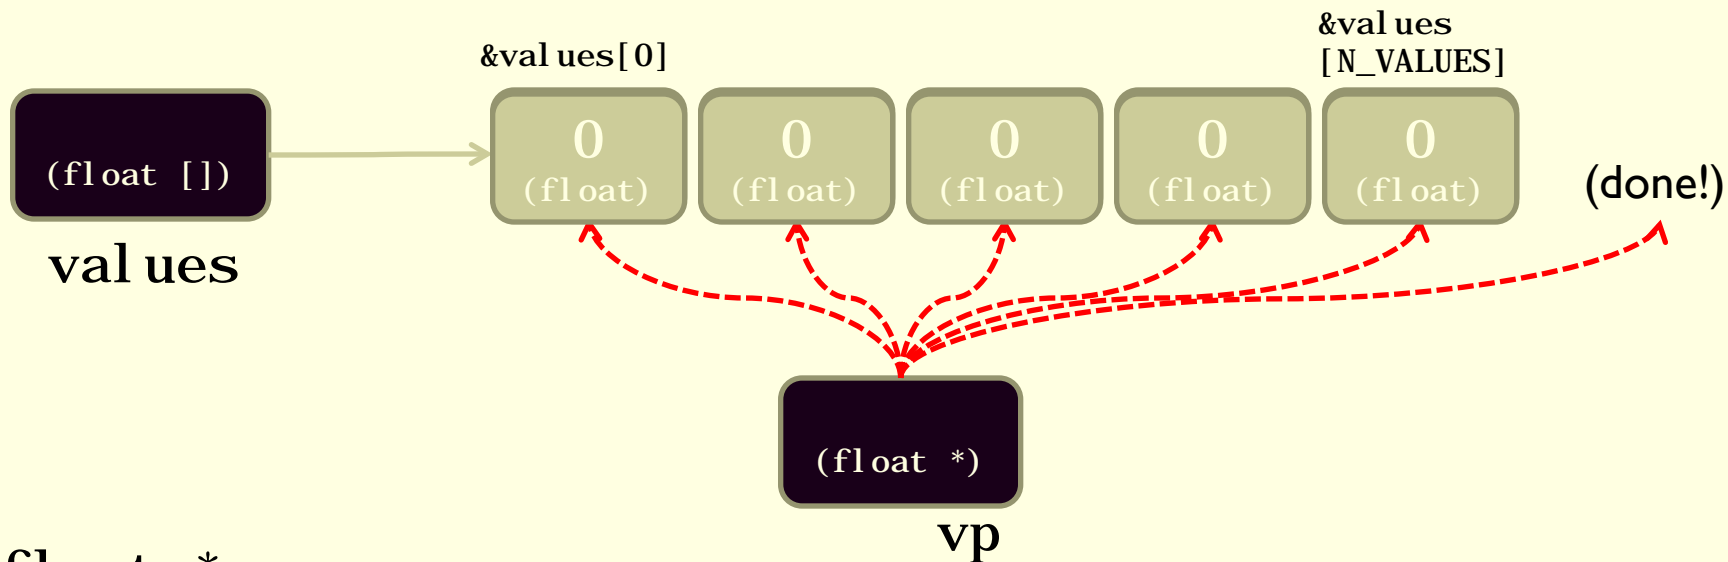 &values[0]
&values
[N_VALUES]
(float [])
0
(float)
0
(float)
0
(float)
0
(float)
0
(float)
(done!)
values
(float *)
vp
float *